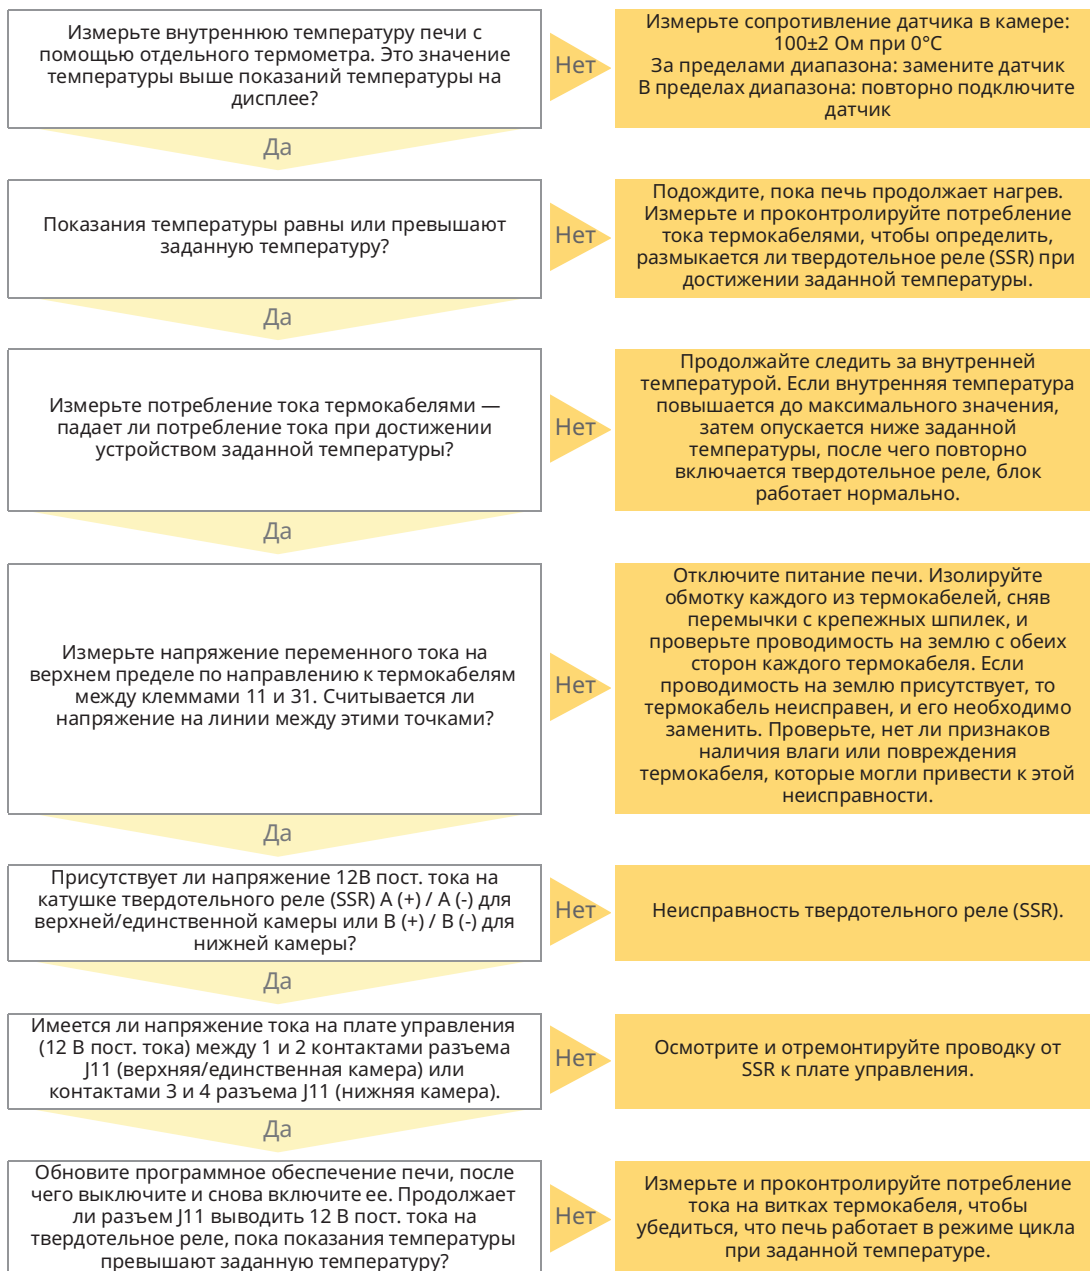 Измерьте внутреннюю температуру печи с
помощью отдельного термометра. Это значение
температуры выше показаний температуры на
дисплее?
Нет
Измерьте сопротивление датчика в камере:
100±2 Ом при 0°C
За пределами диапазона: замените датчик
В пределах диапазона: повторно подключите
датчик
Да
Показания температуры равны или превышают
заданную температуру?
Нет
Подождите, пока печь продолжает нагрев.
Измерьте и проконтролируйте потребление
тока термокабелями, чтобы определить,
размыкается ли твердотельное реле (SSR) при
достижении заданной температуры.
Да
Измерьте потребление тока термокабелями —
падает ли потребление тока при достижении
устройством заданной температуры?
Нет
Продолжайте следить за внутренней
температурой. Если внутренняя температура
повышается до максимального значения,
затем опускается ниже заданной
температуры, после чего повторно
включается твердотельное реле, блок
работает нормально.
Да
Измерьте напряжение переменного тока на
верхнем пределе по направлению к термокабелям
между клеммами 11 и 31. Считывается ли
напряжение на линии между этими точками?
Нет
Отключите питание печи. Изолируйте
обмотку каждого из термокабелей, сняв
перемычки с крепежных шпилек, и
проверьте проводимость на землю с обеих
сторон каждого термокабеля. Если
проводимость на землю присутствует, то
термокабель неисправен, и его необходимо
заменить. Проверьте, нет ли признаков
наличия влаги или повреждения
термокабеля, которые могли привести к этой
неисправности.
Да
Присутствует ли напряжение 12В пост. тока на
катушке твердотельного реле (SSR) A (+) / A (-) для
верхней/единственной камеры или B (+) / B (-) для
нижней камеры?
Нет
Неисправность твердотельного реле (SSR).
Да
Имеется ли напряжение тока на плате управления
(12 В пост. тока) между 1 и 2 контактами разъема
J11 (верхняя/единственная камера) или
контактами 3 и 4 разъема J11 (нижняя камера).
Нет
Осмотрите и отремонтируйте проводку от
SSR к плате управления.
Да
Обновите программное обеспечение печи, после
чего выключите и снова включите ее. Продолжает
ли разъем J11 выводить 12 В пост. тока на
твердотельное реле, пока показания температуры
превышают заданную температуру?
Нет
Измерьте и проконтролируйте потребление
тока на витках термокабеля, чтобы
убедиться, что печь работает в режиме цикла
при заданной температуре.